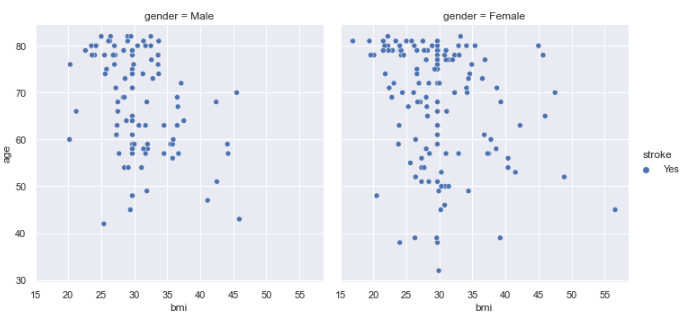 gender = Male
gender = Female
80
70
60
50
40
30
age
15 20 25 30 35 40 45 50 55
bmi
15 20 25 30 35 40 45 50 55
bmi
stroke
Yes